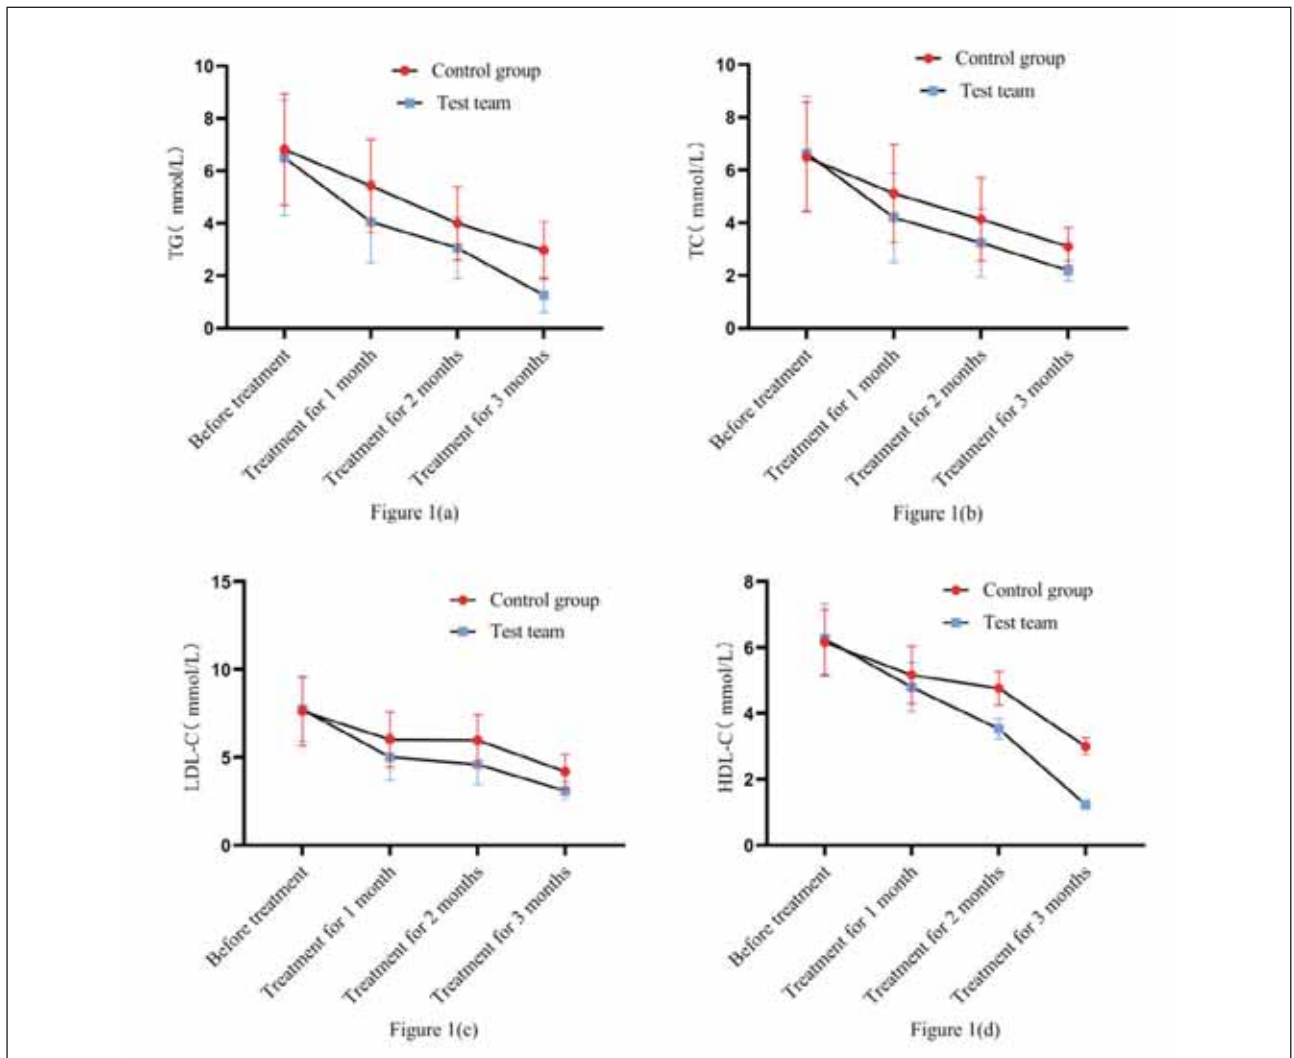 10
8
6
4
2
0
TG( mmol/L)
Control group
Test team
Before treatment
Treatment for 1 month
Treatment for 2 months
Treatment for 3 months
Figure 1(a)
10
8
6
4
2
0
TC( mmol/L)
Control group
Test team
Before treatment
Treatment for 1 month
Treatment for 2 months
Treatment for 3 months
Figure 1(b)
15
10
5
0
LDL-C( mmol/L)
Control group
Test team
Before treatment
Treatment for 1 month
Treatment for 2 months
Treatment for 3 months
Figure 1(c)
8
6
4
2
0
HDL-C( mmol/L)
Control group
Test team
Before treatment
Treatment for 1 month
Treatment for 2 months
Treatment for 3 months
Figure 1(d)